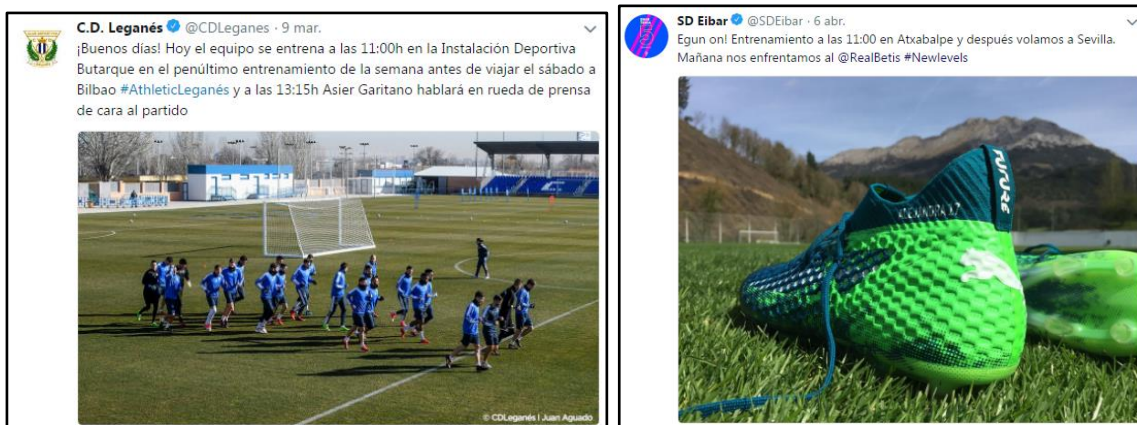 C.D. Leganés @CDLeganes · 9 mar.
¡Buenos días! Hoy el equipo se entrena a las 11:00h en la Instalación Deportiva
Butarque en el penúltimo entrenamiento de la semana antes de viajar el sábado a
Bilbao #AthleticLeganés y a las 13:15h Asier Garitano hablará en rueda de prensa
de cara al partido
© CDLeganés | Juan Aguado
SD Eibar @SDEibar · 6 abr.
Egun on! Entrenamiento a las 11:00 en Atxabalpe y después volamos a Sevilla.
Mañana nos enfrentamos al @RealBetis #Newlevels
FUTURE